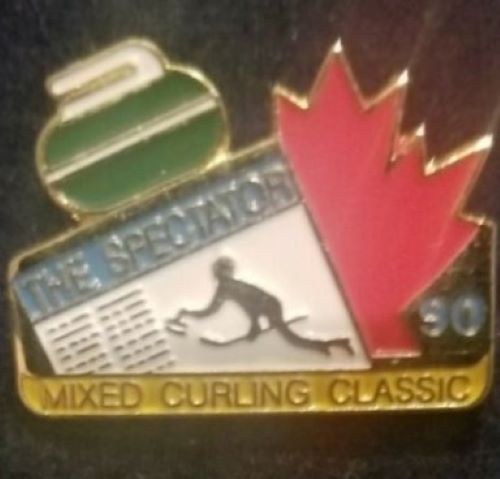 THE SPECTATOR
90
MIXED CURLING CLASSIC